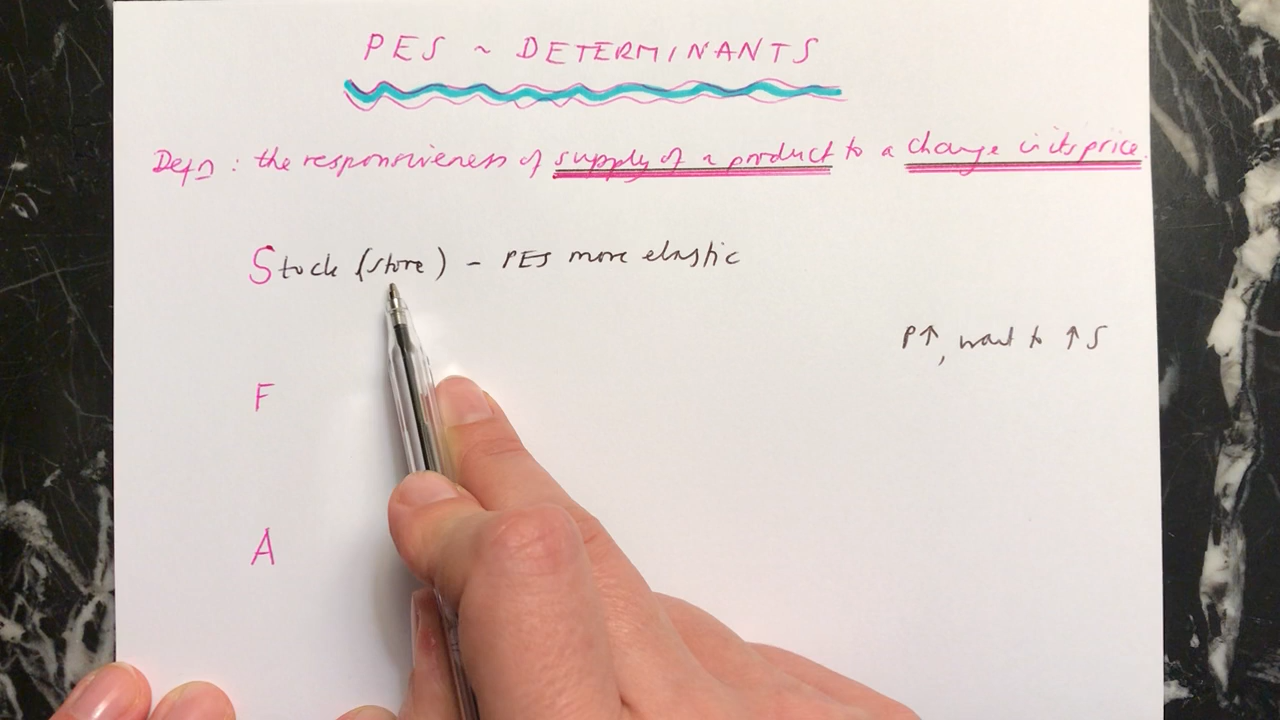 PES ~ DETERMINANTS
Defn : the responsiveness of supply of a product to a change in its price.
Stock (store) - PES more elastic
P↑, want to ↑ S
F
A